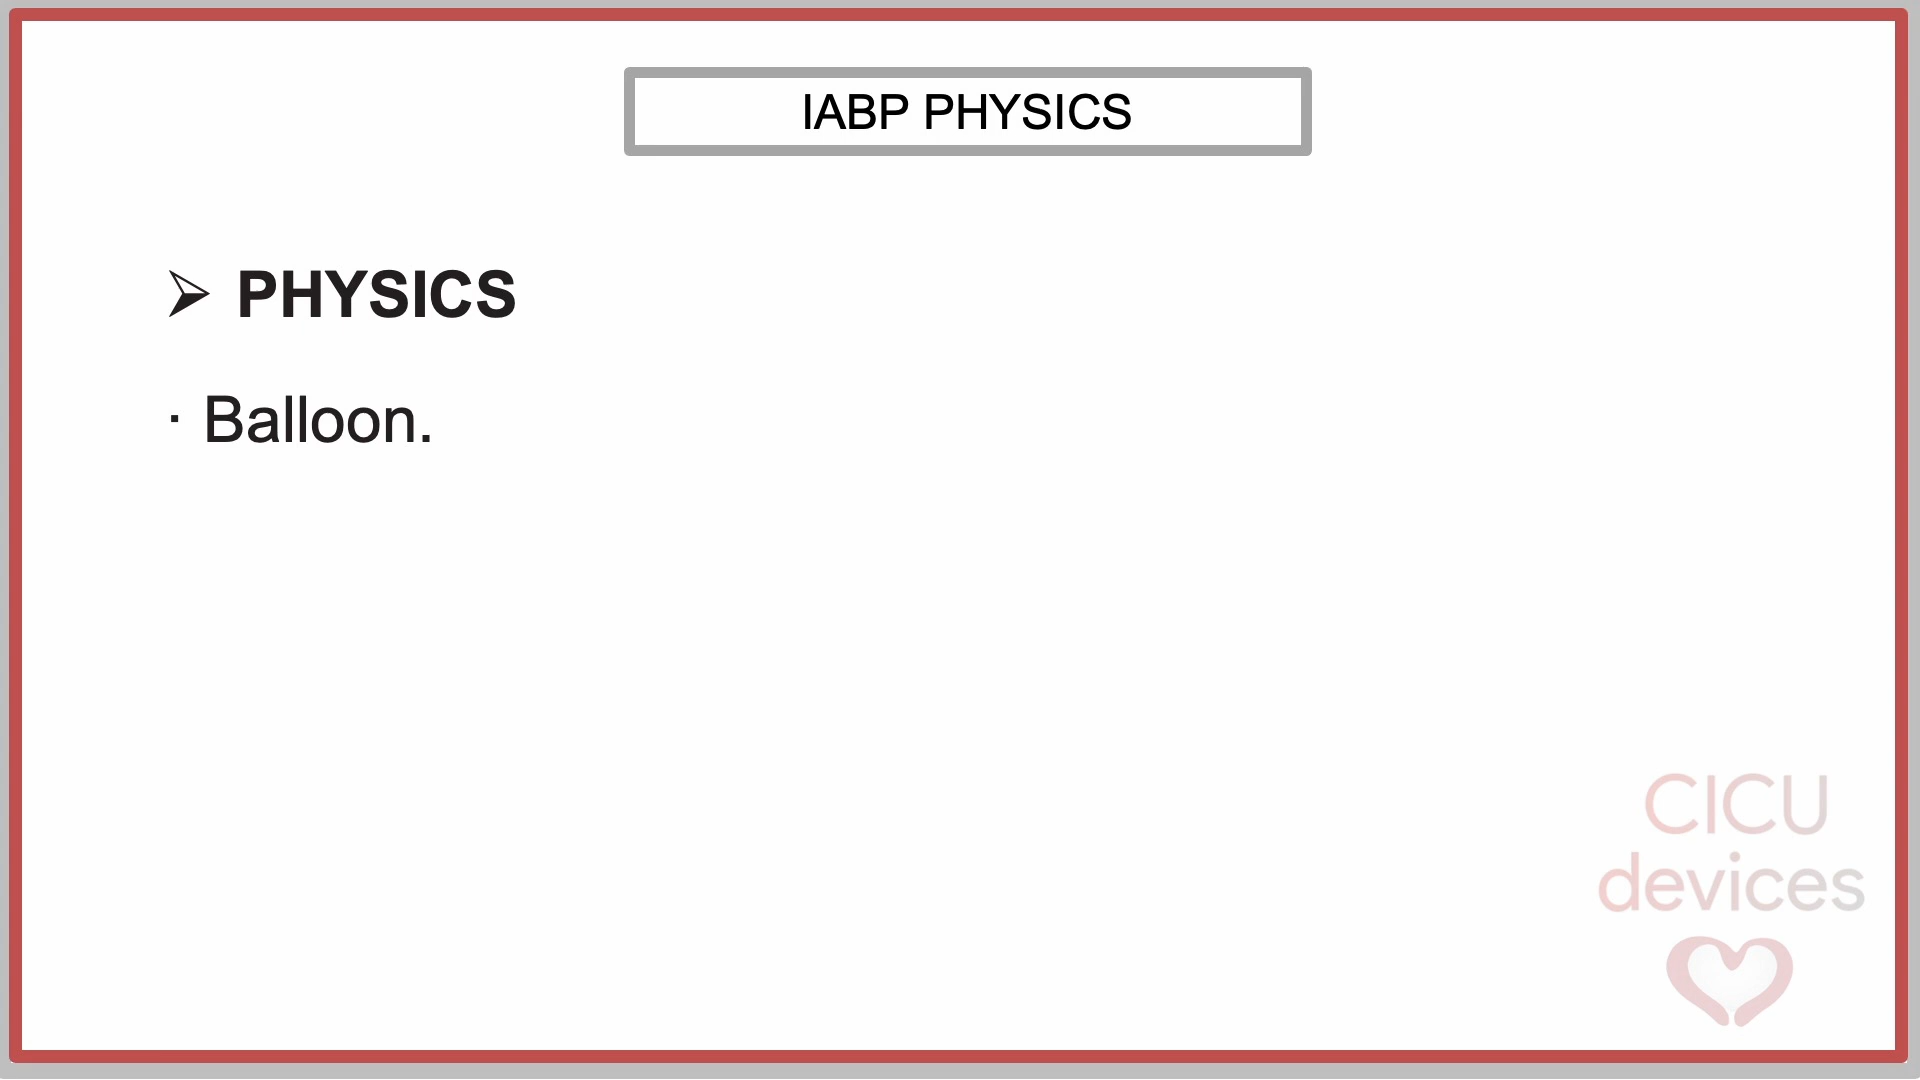 IABP PHYSICS
➢ PHYSICS
· Balloon.
CICU
devices